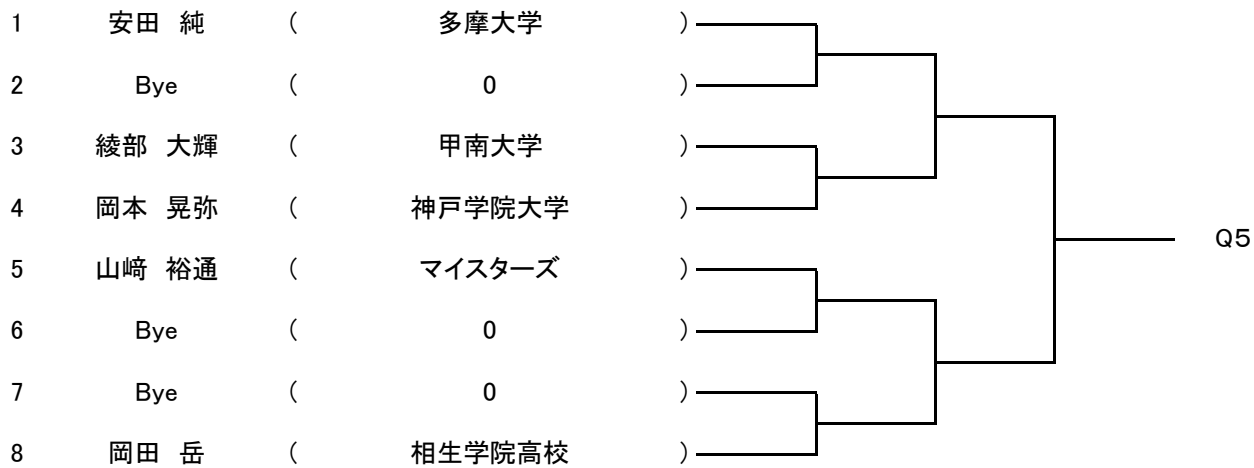 1 安田 純 ( 多摩大学 )
2 Bye ( 0 )
3 綾部 大輝 ( 甲南大学 )
4 岡本 晃弥 ( 神戸学院大学 )
5 山﨑 裕通 ( マイスターズ )
Q5
6 Bye ( 0 )
7 Bye ( 0 )
8 岡田 岳 ( 相生学院高校 )